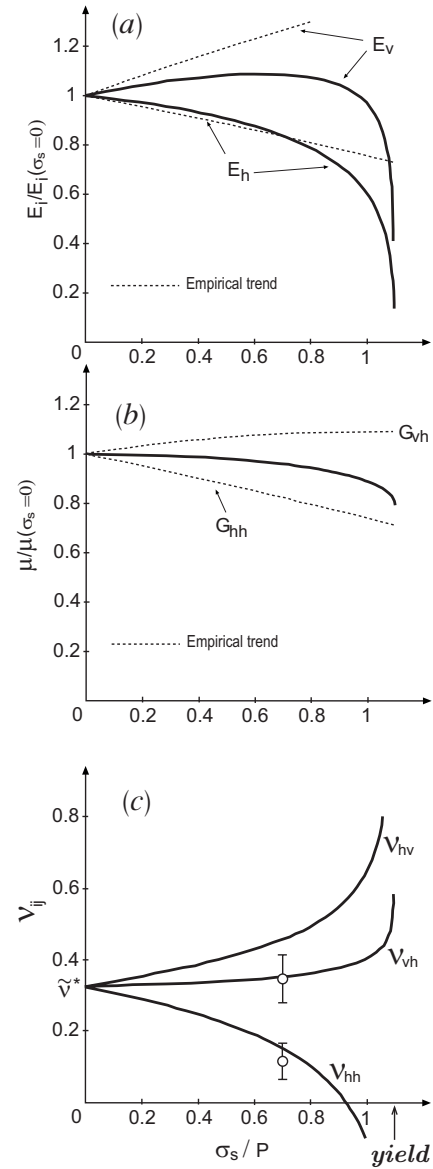 (a)
1.2
1
0.8
0.6
0.4
0.2
0
E_v
E_h
E_i/E_i(σ_s=0)
Empirical trend
0.2 0.4 0.6 0.8 1
(b)
1.2
1
0.8
0.6
0.4
0.2
0
G_vh
G_hh
μ/μ(σ_s=0)
Empirical trend
0.2 0.4 0.6 0.8 1
(c)
0.8
0.6
0.4
ṽ*
0.2
0
ν_ij
ν_hv
ν_vh
ν_hh
0.2 0.4 0.6 0.8 1
σ_s / P
yield